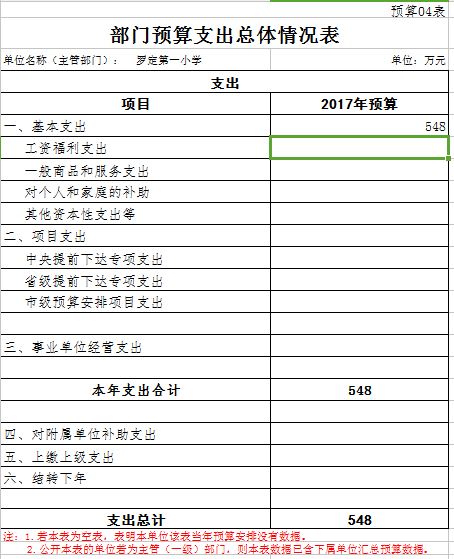 预算04表
部门预算支出总体情况表
单位名称（主管部门）： 罗定第一小学 单位：万元
支出
项目 2017年预算
一、基本支出 548
工资福利支出
一般商品和服务支出
对个人和家庭的补助
其他资本性支出等
二、项目支出
中央提前下达专项支出
省级提前下达专项支出
市级预算安排项目支出
三、事业单位经营支出
本年支出合计 548
四、对附属单位补助支出
五、上缴上级支出
六、结转下年
支出总计 548
注：1.若本表为空表，表明本单位该表当年预算安排没有数据。
2.公开本表的单位若为主管（一级）部门，则本表数据已含下属单位汇总预算数据。